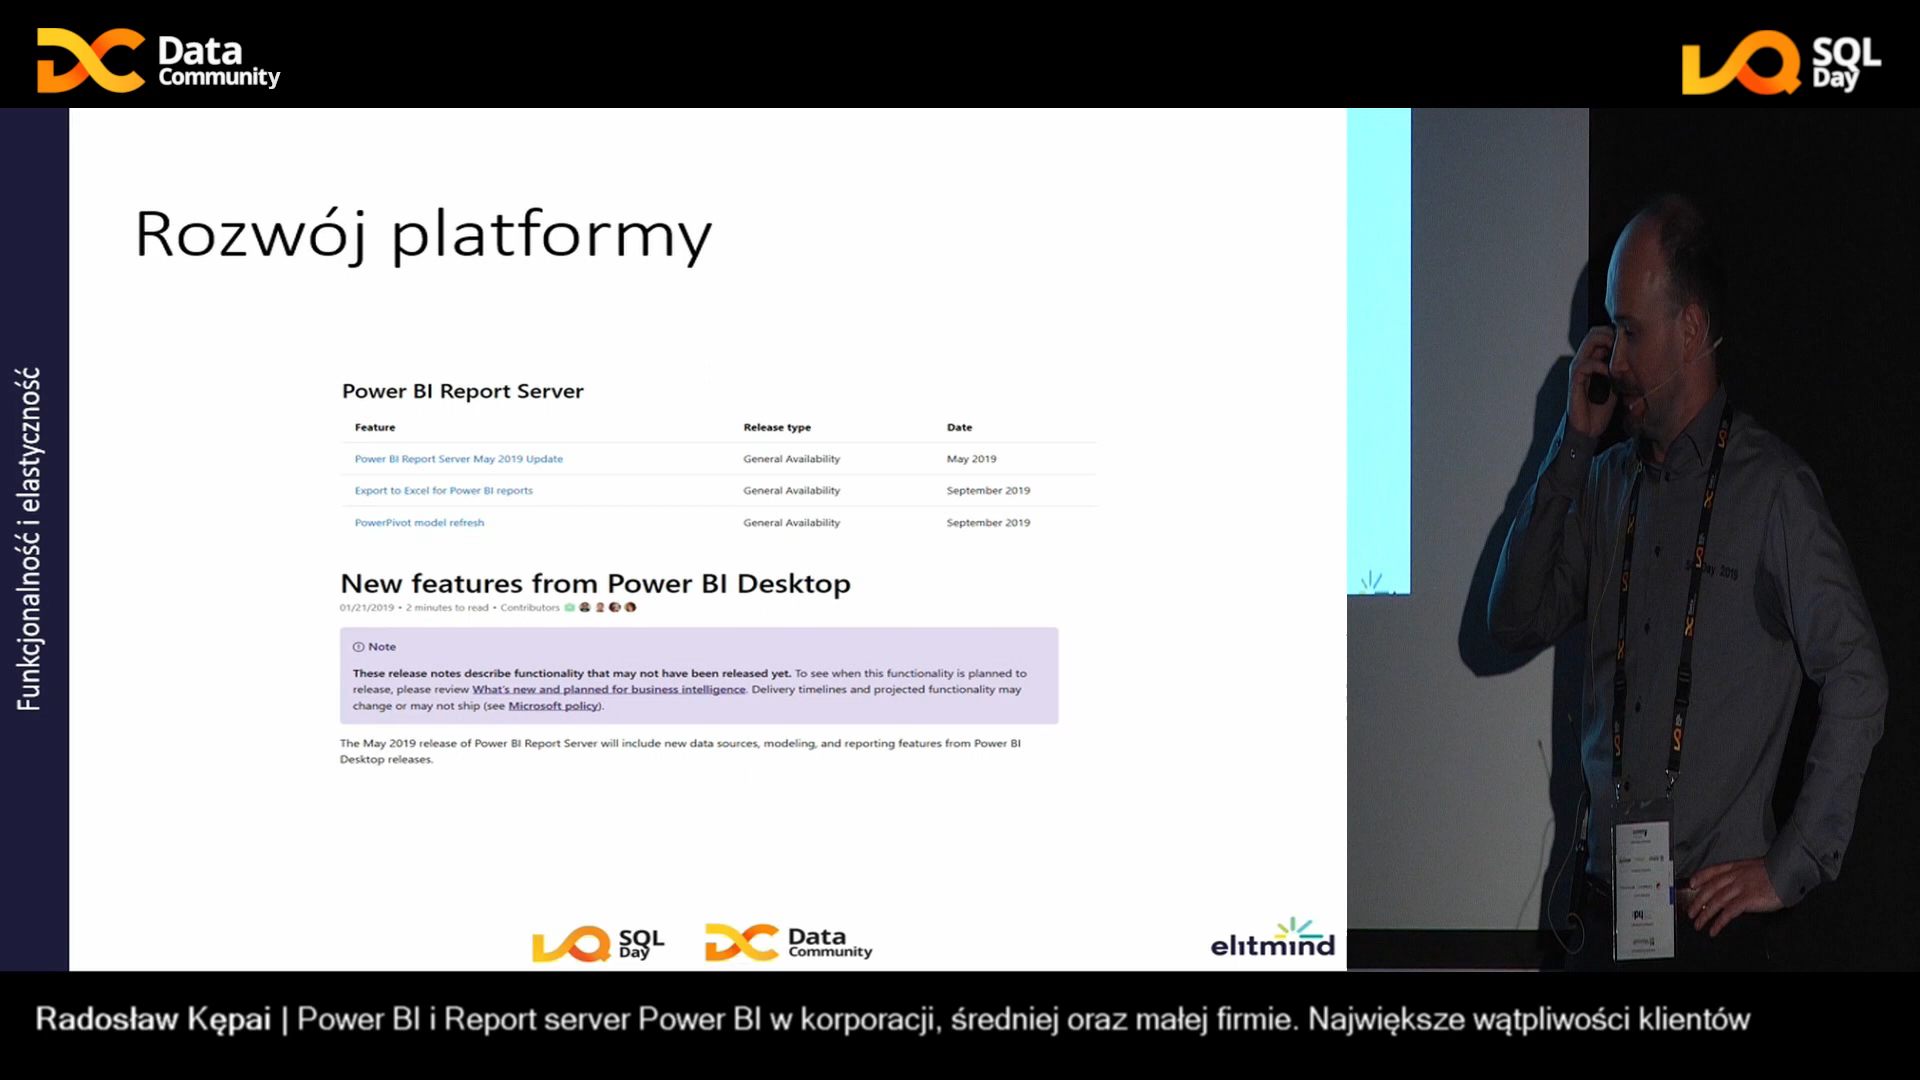 Data
Community
SQL
Day
Funkcjonalność i elastyczność
Rozwój platformy
Power BI Report Server
Feature Release type Date
Power BI Report Server May 2019 Update General Availability May 2019
Export to Excel for Power BI reports General Availability September 2019
PowerPivot model refresh General Availability September 2019
New features from Power BI Desktop
01/21/2019 • 2 minutes to read • Contributors
Note
These release notes describe functionality that may not have been released yet. To see when this functionality is planned to
release, please review What's new and planned for business intelligence. Delivery timelines and projected functionality may
change or may not ship (see Microsoft policy).
The May 2019 release of Power BI Report Server will include new data sources, modeling, and reporting features from Power BI
Desktop releases.
SQL
Day
Data
Community
elitmind
Radosław Kępai | Power BI i Report server Power BI w korporacji, średniej oraz małej firmie. Największe wątpliwości klientów